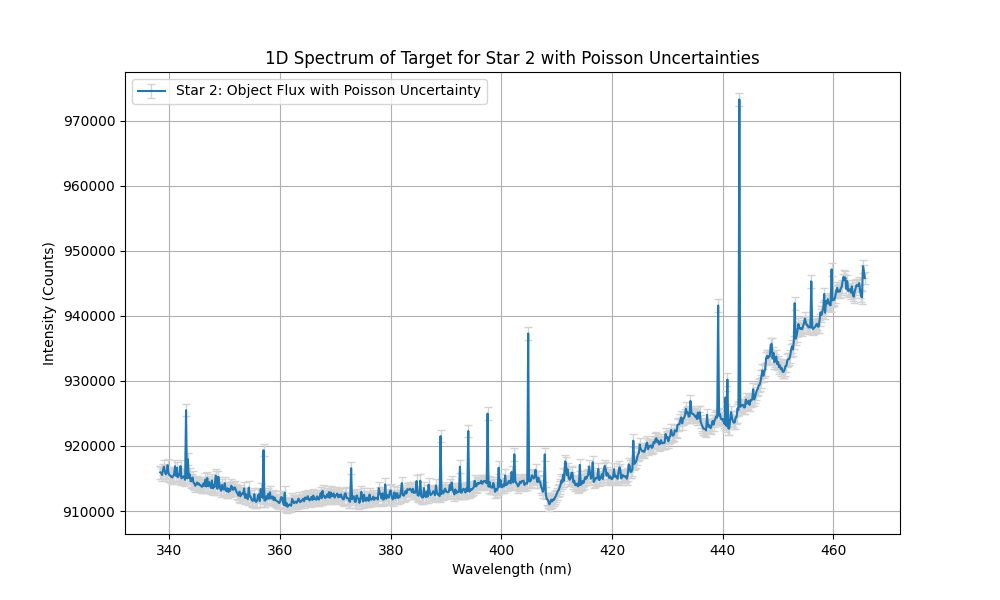 1D Spectrum of Target for Star 2 with Poisson Uncertainties
Star 2: Object Flux with Poisson Uncertainty
970000
960000
950000
940000
930000
920000
910000
Intensity (Counts)
340 360 380 400 420 440 460
Wavelength (nm)